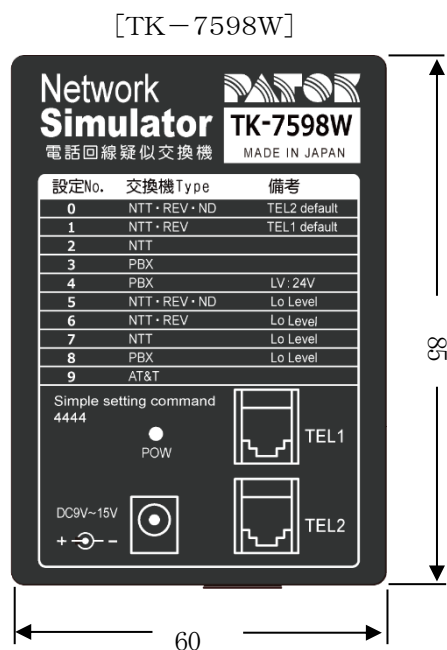 [TK-7598W]
Network
Simulator
電話回線疑似交換機
PATOK
TK-7598W
MADE IN JAPAN
設定No. 交換機Type 備考
0 NTT・REV・ND TEL2 default
1 NTT・REV TEL1 default
2 NTT
3 PBX
4 PBX LV:24V
5 NTT・REV・ND Lo Level
6 NTT・REV Lo Level
7 NTT Lo Level
8 PBX Lo Level
9 AT&T
Simple setting command
4444
POW
TEL1
DC9V~15V
+ -
TEL2
85
60